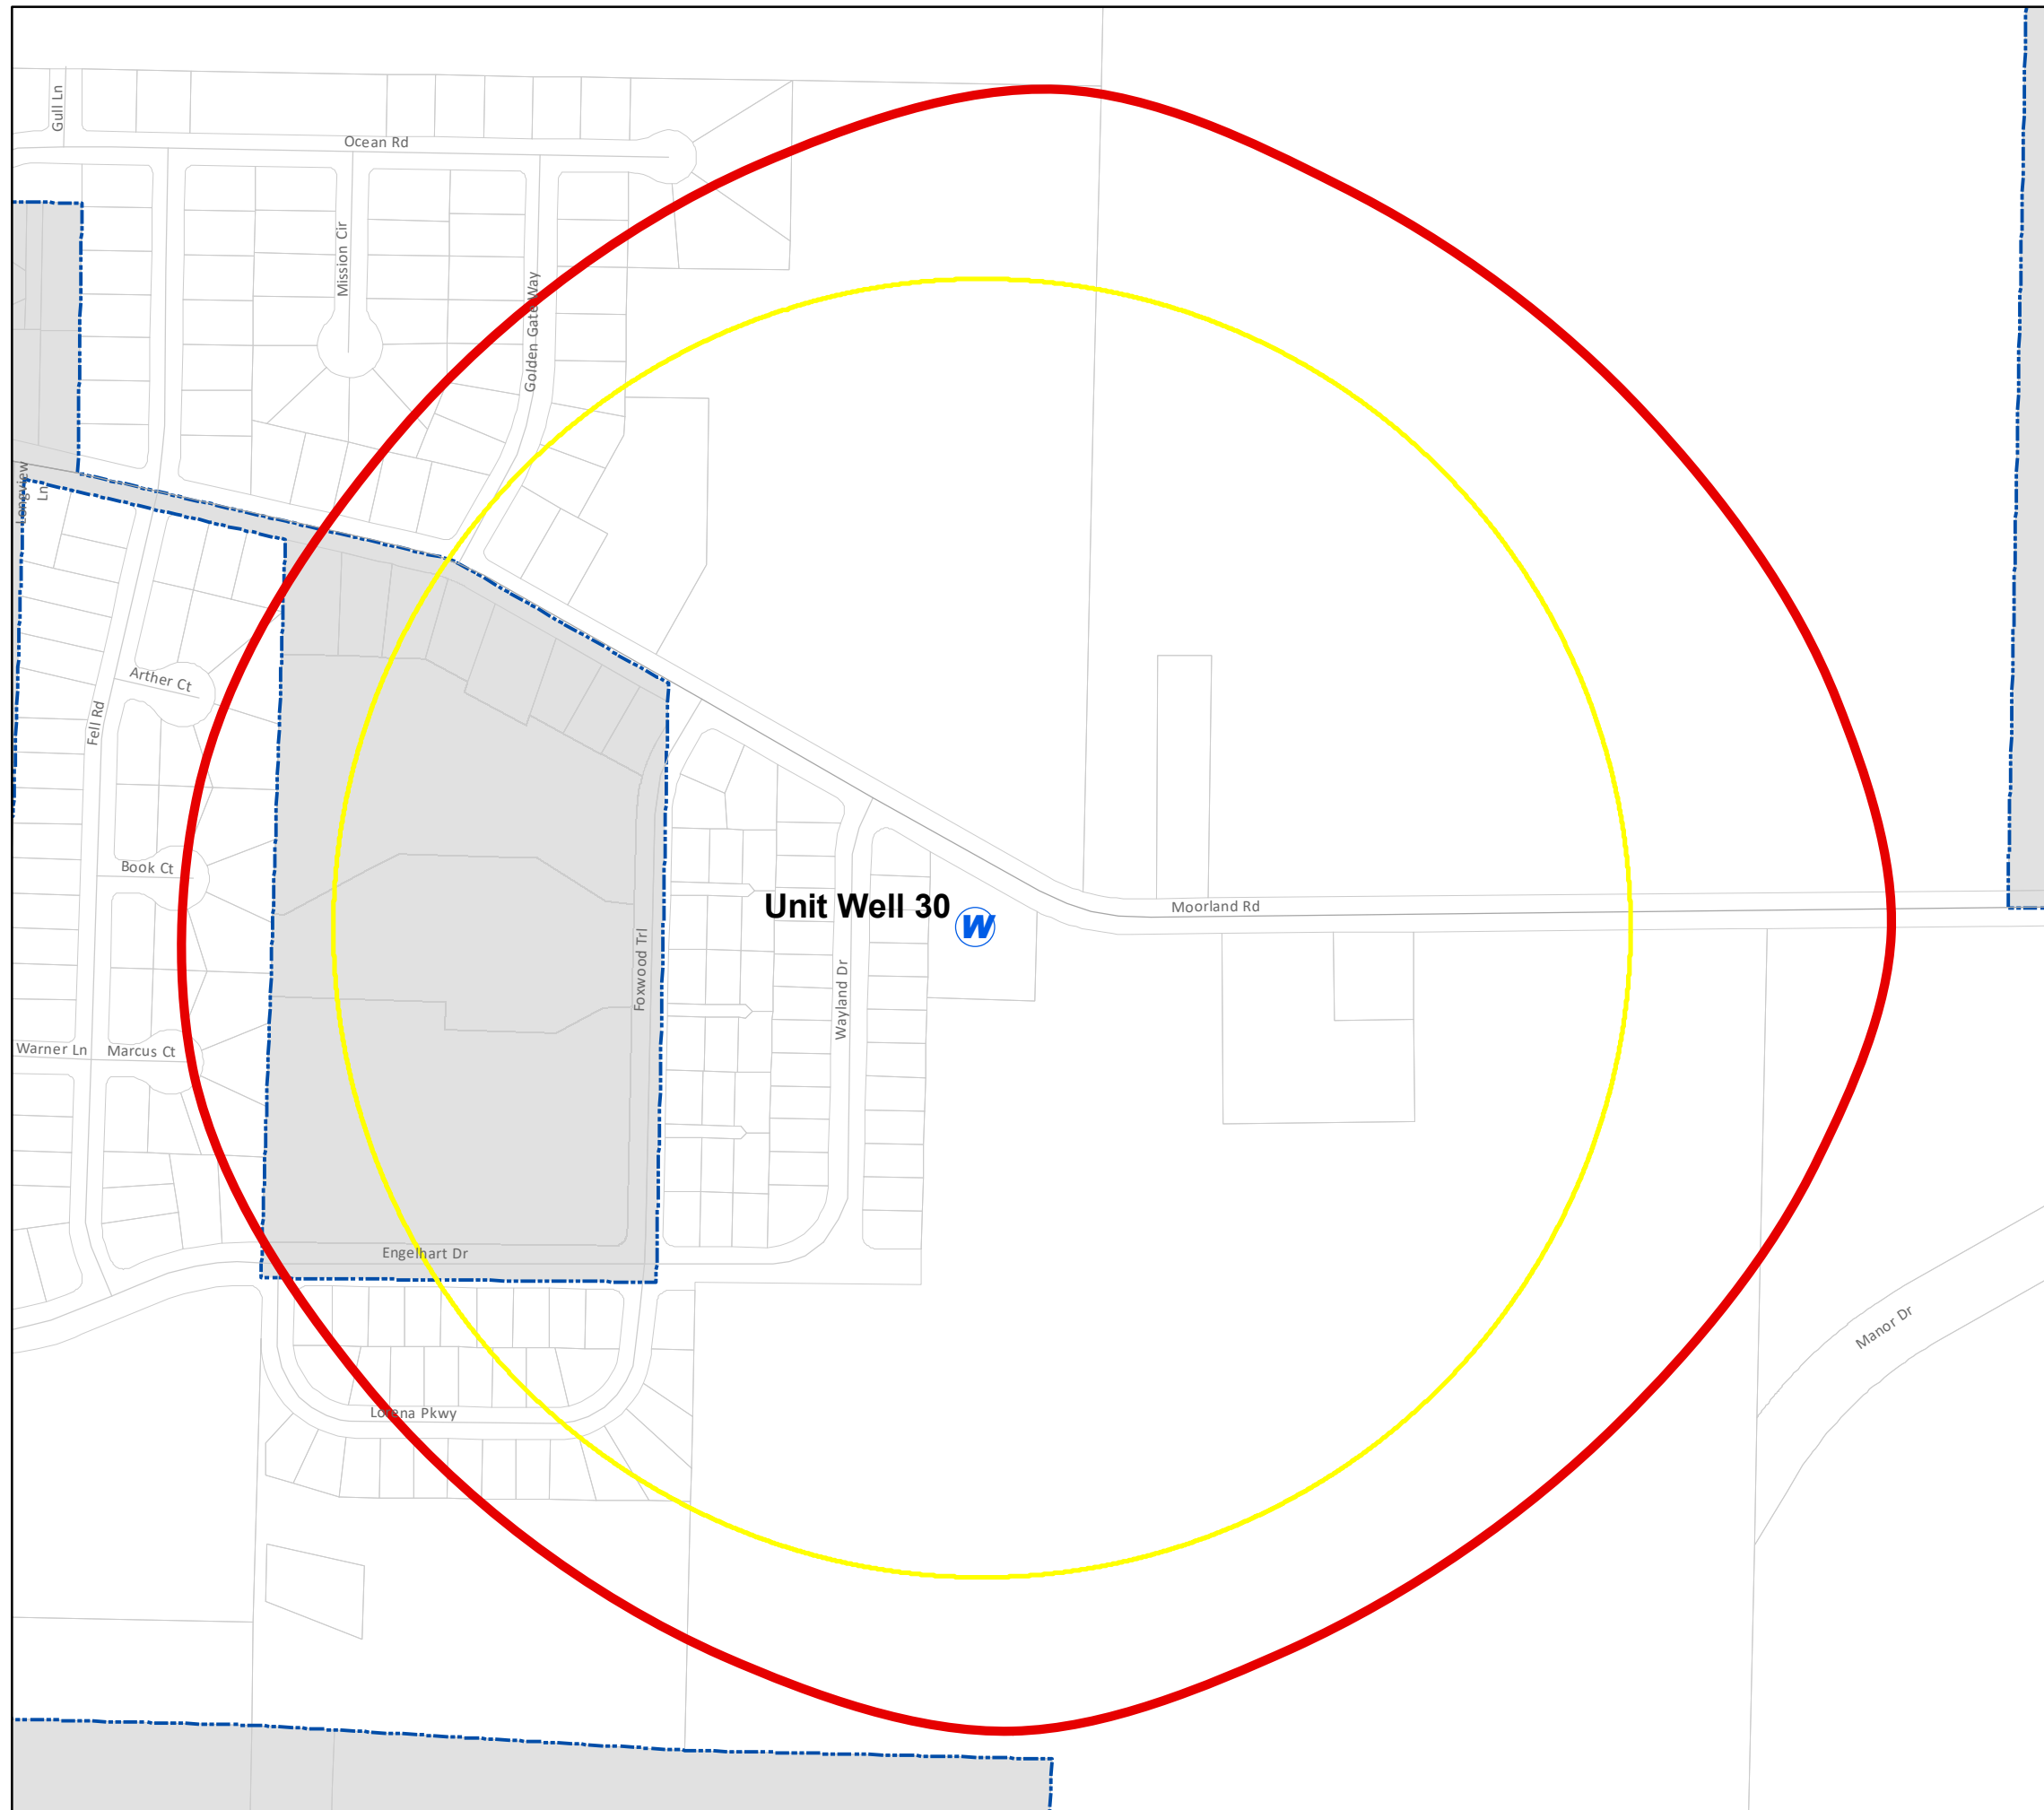 Gull Ln
Ocean Rd
Mission Cir
Golden Gate Way
Longview
Ln
Arther Ct
Fell Rd
Book Ct
Unit Well 30
W
Moorland Rd
Foxwood Trl
Wayland Dr
Warner Ln
Marcus Ct
Engelhart Dr
Manor Dr
Lorena Pkwy